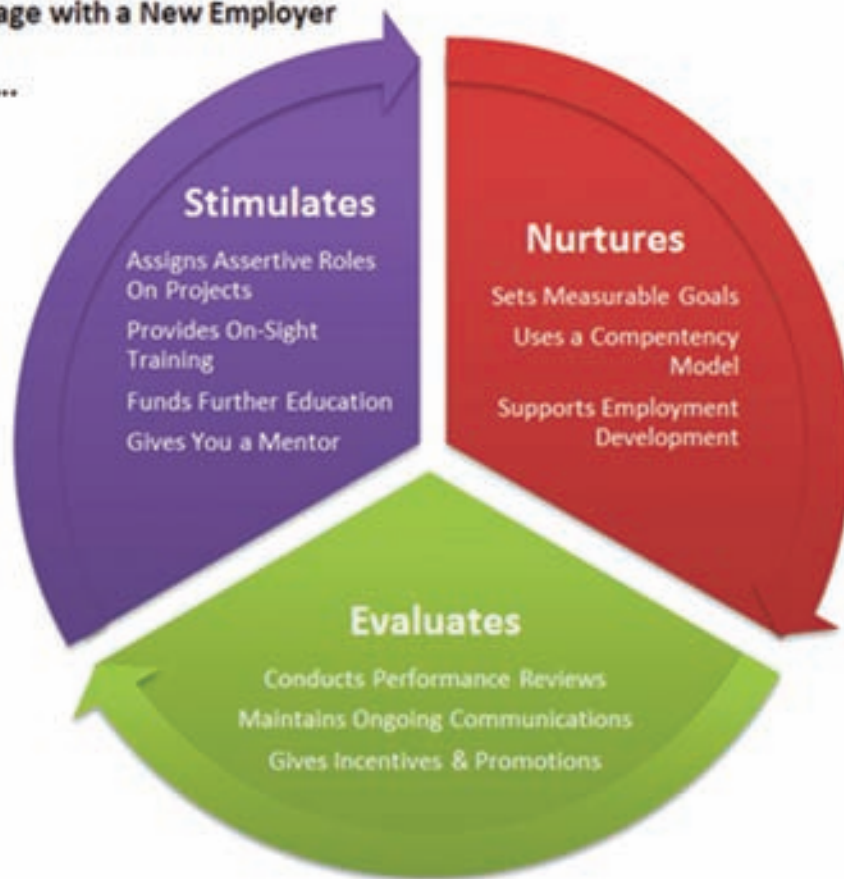 age with a New Employer
...
Stimulates
Assigns Assertive Roles
On Projects
Provides On-Sight
Training
Funds Further Education
Gives You a Mentor
Nurtures
Sets Measurable Goals
Uses a Compentency
Model
Supports Employment
Development
Evaluates
Conducts Performance Reviews
Maintains Ongoing Communications
Gives Incentives & Promotions